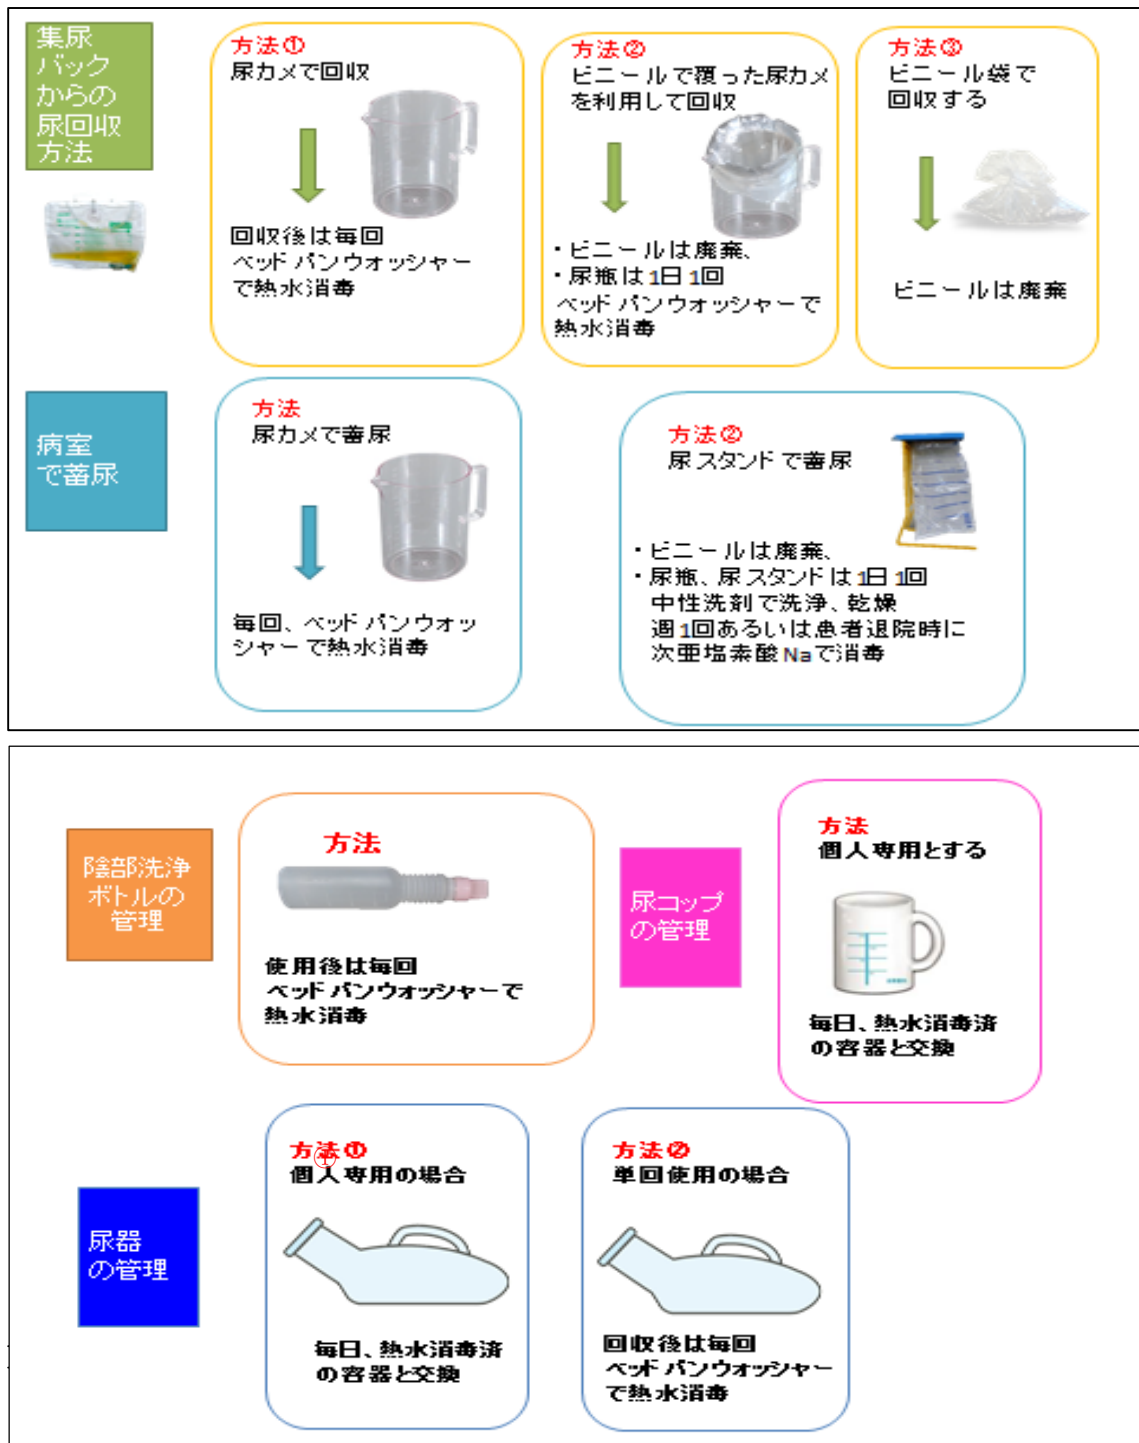 集尿
バック
からの
尿回収
方法
方法①
尿カメで回収
回収後は毎回
ベッドパンウォッシャー
で熱水消毒
方法②
ビニールで覆った尿カメ
を利用して回収
・ビニールは廃棄、
・尿瓶は1日1回
ベッドパンウォッシャーで
熱水消毒
方法③
ビニール袋で
回収する
ビニールは廃棄
病室
で蓄尿
方法
尿カメで蓄尿
毎回、ベッドパンウォッ
シャーで熱水消毒
方法②
尿スタンドで蓄尿
・ビニールは廃棄、
・尿瓶、尿スタンドは1日1回
中性洗剤で洗浄、乾燥
週1回あるいは患者退院時に
次亜塩素酸Naで消毒
陰部洗浄
ボトルの
管理
方法
使用後は毎回
ベッドパンウォッシャーで
熱水消毒
尿コップ
の管理
方法
個人専用とする
毎日、熱水消毒済
の容器と交換
尿器
の管理
方法①
①
個人専用の場合
毎日、熱水消毒済
の容器と交換
方法②
単回使用の場合
回収後は毎回
ベッドパンウォッシャー
で熱水消毒